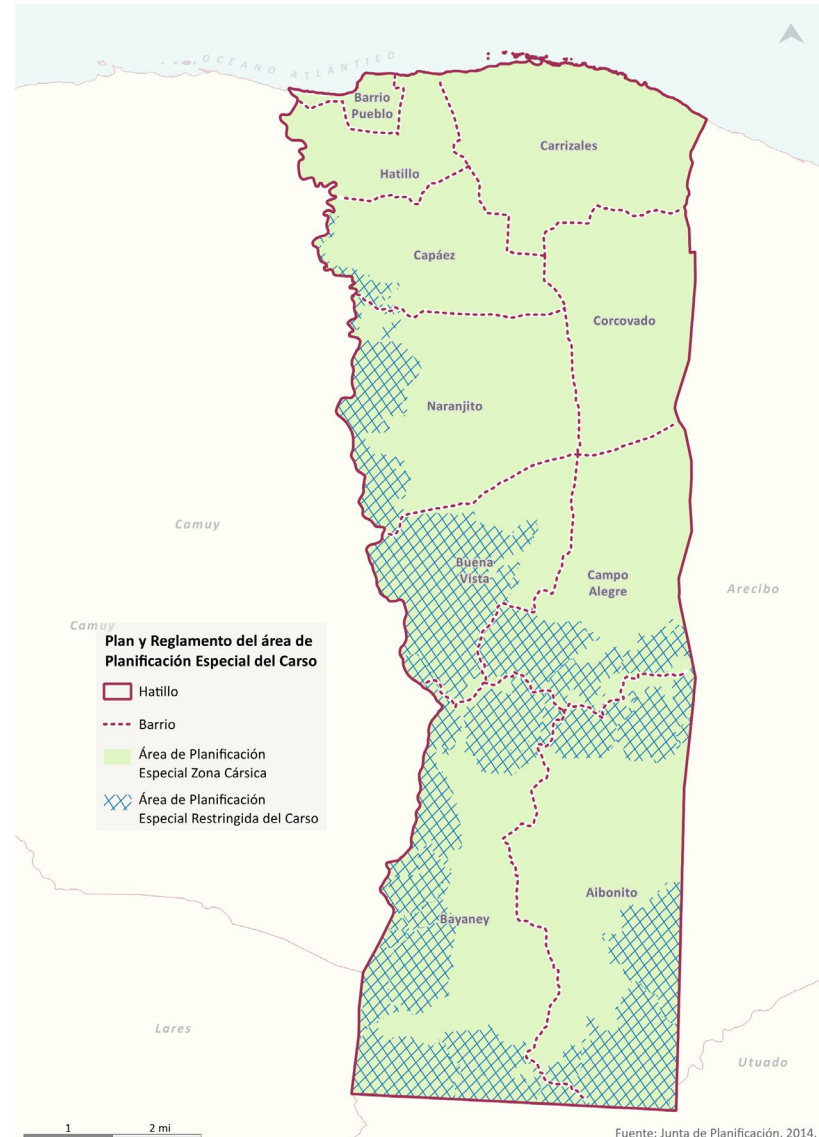 OCEANO ATLÁNTICO
Barrio
Pueblo
Carrizales
Hatillo
Capáez
Corcovado
Naranjito
Camuy
Buena
Vista
Campo
Alegre
Arecibo
Camuy
Plan y Reglamento del área de
Planificación Especial del Carso
Hatillo
Barrio
Área de Planificación
Especial Zona Cársica
Área de Planificación
Especial Restringida del Carso
Aibonito
Bayaney
Lares
Utuado
1 2 mi
Fuente: Junta de Planificación, 2014.